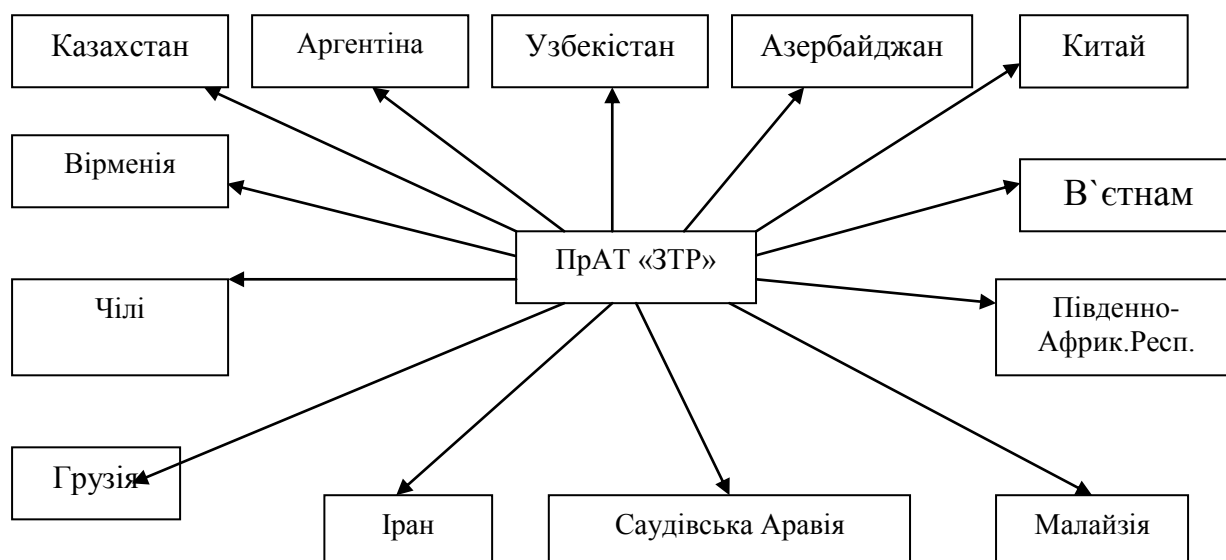 Казахстан
Аргентіна
Узбекістан
Азербайджан
Китай
Вірменія
В`єтнам
ПрАТ «ЗТР»
Чілі
Південно-
Африк.Респ.
Грузія
Іран
Саудівська Аравія
Малайзія